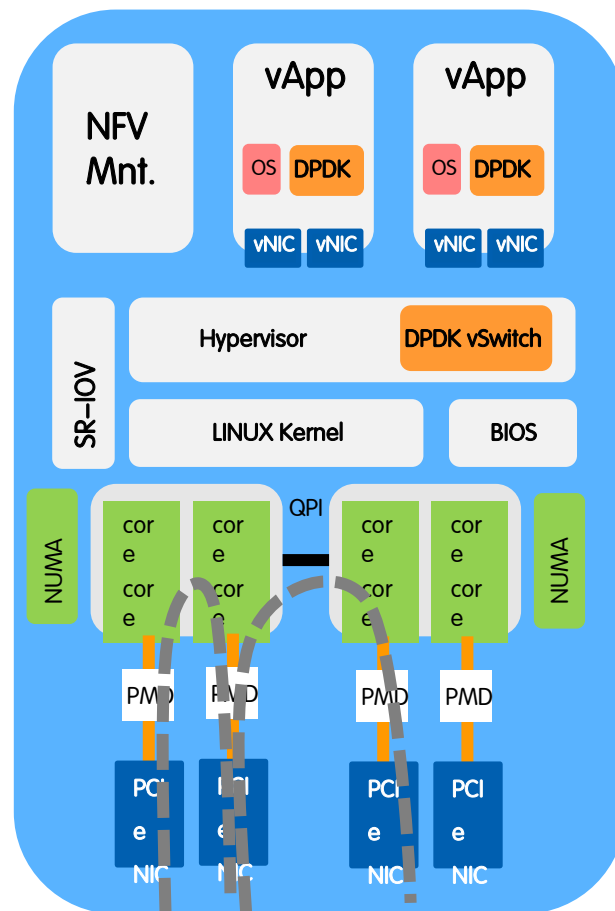 NFV
Mnt.
vApp
OS
DPDK
vNIC
vNIC
vApp
OS
DPDK
vNIC
vNIC
SR-IOV
Hypervisor
DPDK vSwitch
LINUX Kernel
BIOS
NUMA
cor
e
cor
e
cor
e
cor
e
QPI
cor
e
cor
e
cor
e
cor
e
NUMA
PMD
PMD
PMD
PMD
PCI
e
NIC
PCI
e
NIC
PCI
e
NIC
PCI
e
NIC